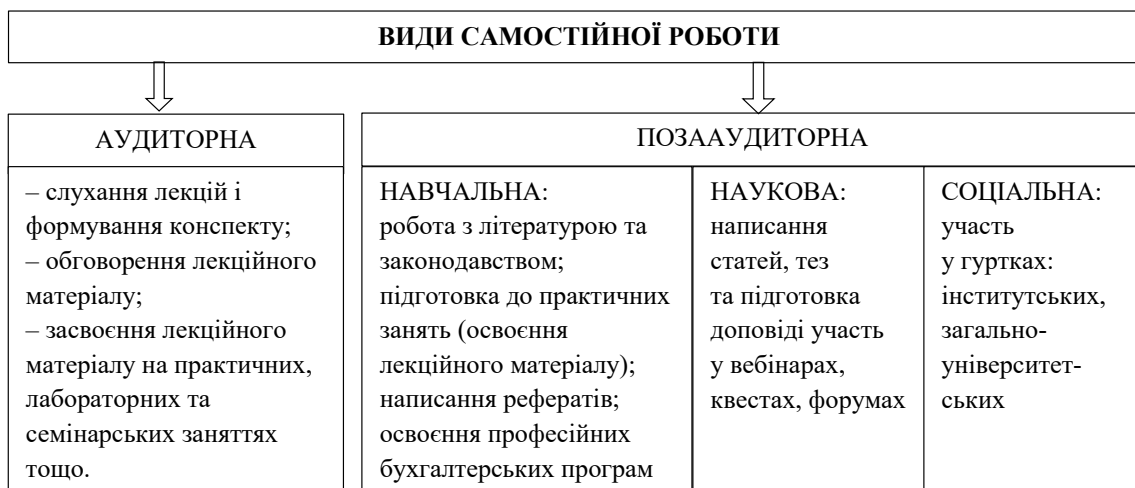 ВИДИ САМОСТІЙНОЇ РОБОТИ
АУДИТОРНА
– слухання лекцій і
формування конспекту;
– обговорення лекційного
матеріалу;
– засвоєння лекційного
матеріалу на практичних,
лабораторних та
семінарських заняттях
тощо.
ПОЗААУДИТОРНА
НАВЧАЛЬНА:
робота з літературою та
законодавством;
підготовка до практичних
занять (освоєння
лекційного матеріалу);
написання рефератів;
освоєння професійних
бухгалтерських програм
НАУКОВА:
написання
статей, тез
та підготовка
доповіді участь
у вебінарах,
квестах, форумах
СОЦІАЛЬНА:
участь
у гуртках:
інститутських,
загально-
університет-
ських